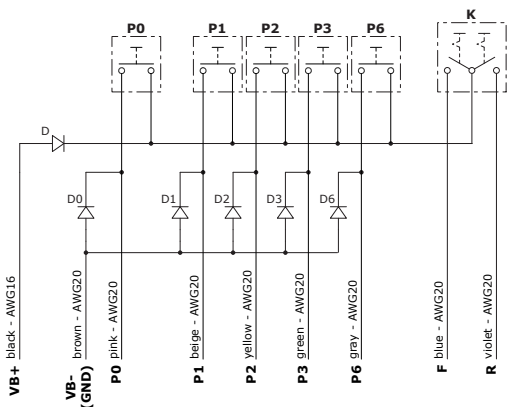 P0
P1
P2
P3
P6
K
D
D0
D1
D2
D3
D6
black - AWG16
brown - AWG20
pink - AWG20
beige - AWG20
yellow - AWG20
green - AWG20
gray - AWG20
blue - AWG20
violet - AWG20
VB+
VB-
(GND)
P0
P1
P2
P3
P6
F
R